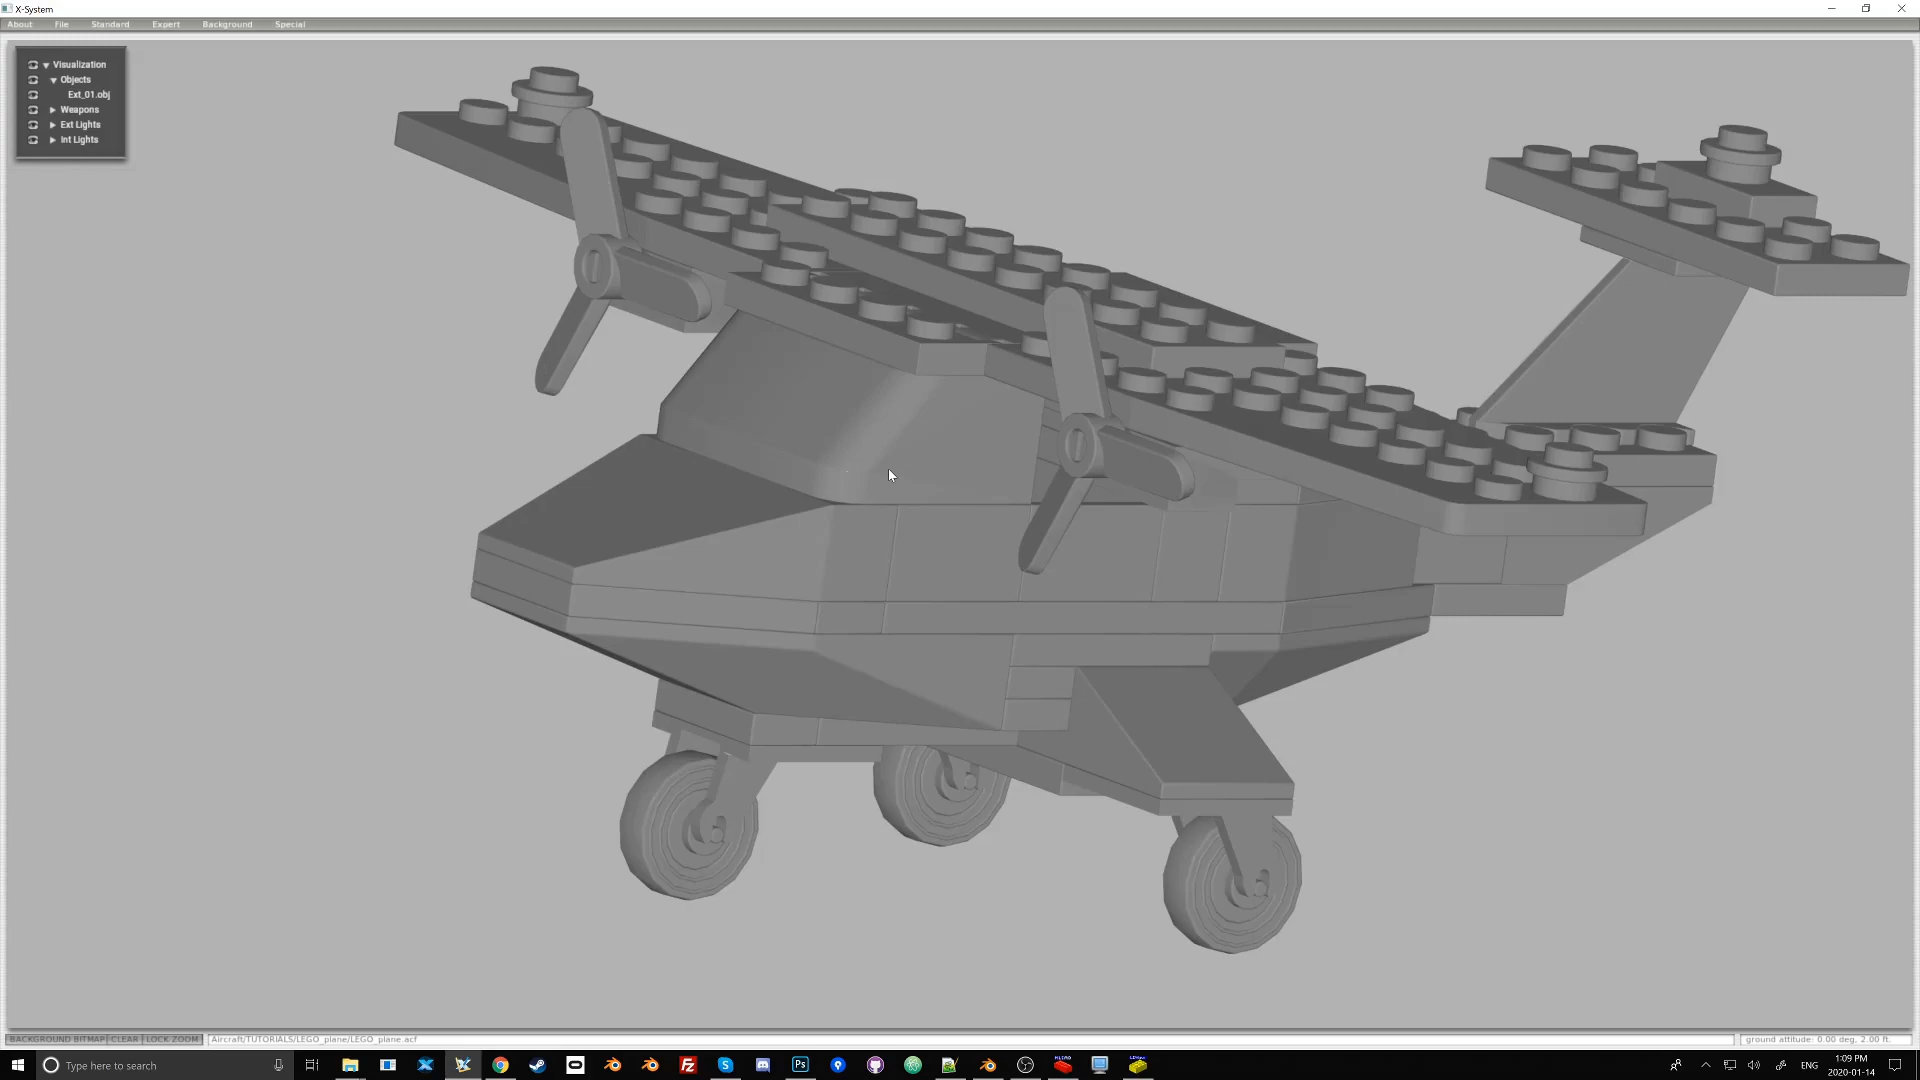 X-System
About File Standard Expert Background Special
Visualization
Objects
Ext_01.obj
Weapons
Ext Lights
Int Lights
BACKGROUND BITMAP CLEAR LOCK ZOOM Aircraft/TUTORIALS/LEGO_plane/LEGO_plane.acf ground attitude: 0.00 deg, 2.00 ft.
Type here to search
ENG
1:09 PM
2020-01-14